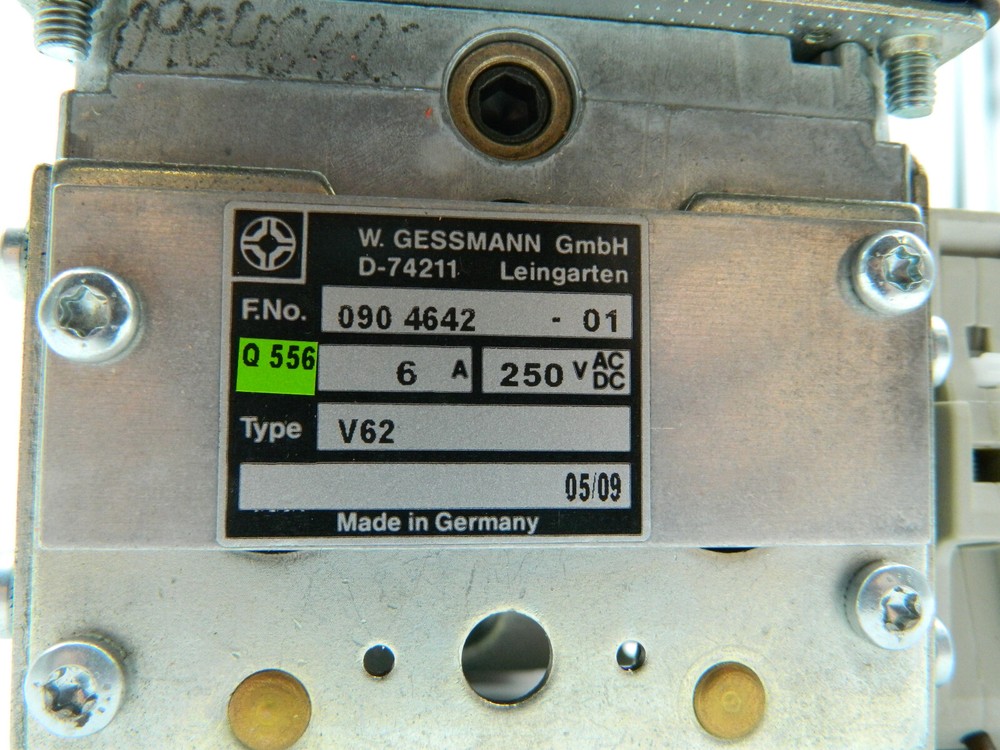 W. GESSMANN GmbH
D-74211 Leingarten
F.No. 090 4642 - 01
Q 556 6 A 250 V AC DC
Type V62
05/09
Made in Germany